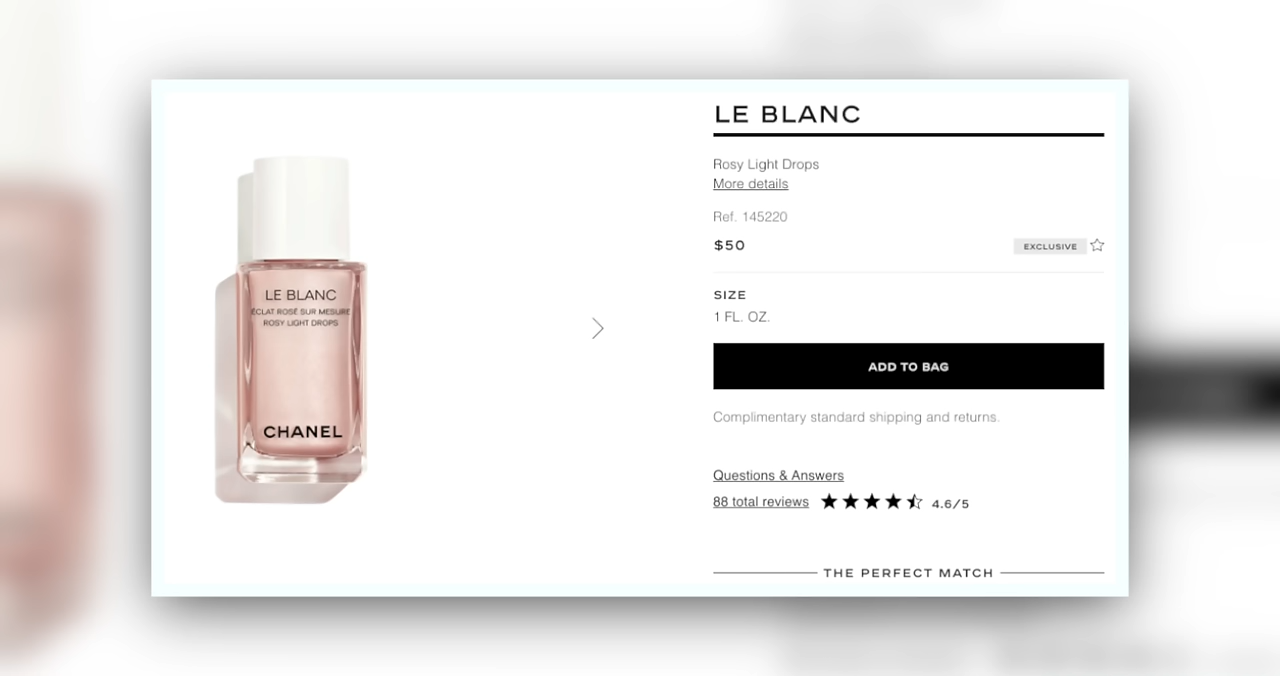 LE BLANC
ÉCLAT ROSÉ SUR MESURE
ROSY LIGHT DROPS
CHANEL
LE BLANC
Rosy Light Drops
More details
Ref. 145220
$50
EXCLUSIVE
SIZE
1 FL. OZ.
ADD TO BAG
Complimentary standard shipping and returns.
Questions & Answers
88 total reviews 4.6/5
THE PERFECT MATCH